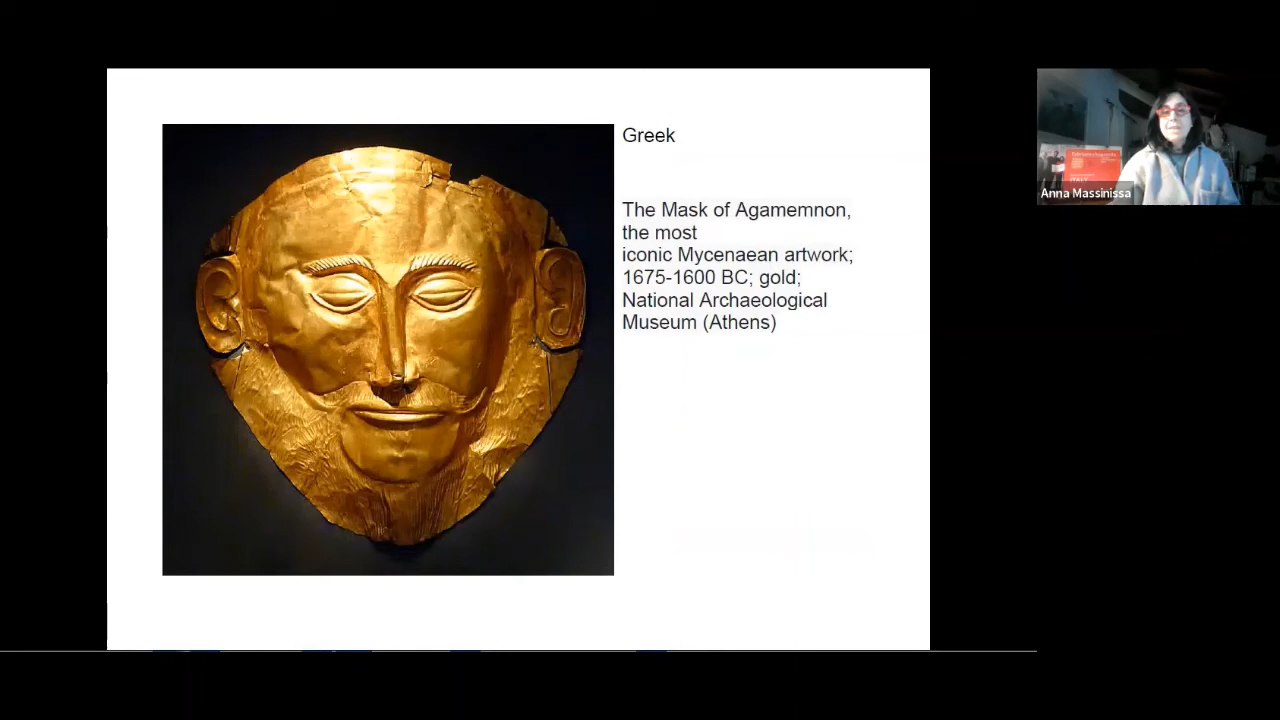 Greek
The Mask of Agamemnon,
the most
iconic Mycenaean artwork;
1675-1600 BC; gold;
National Archaeological
Museum (Athens)
ITALY
Anna Massinissa